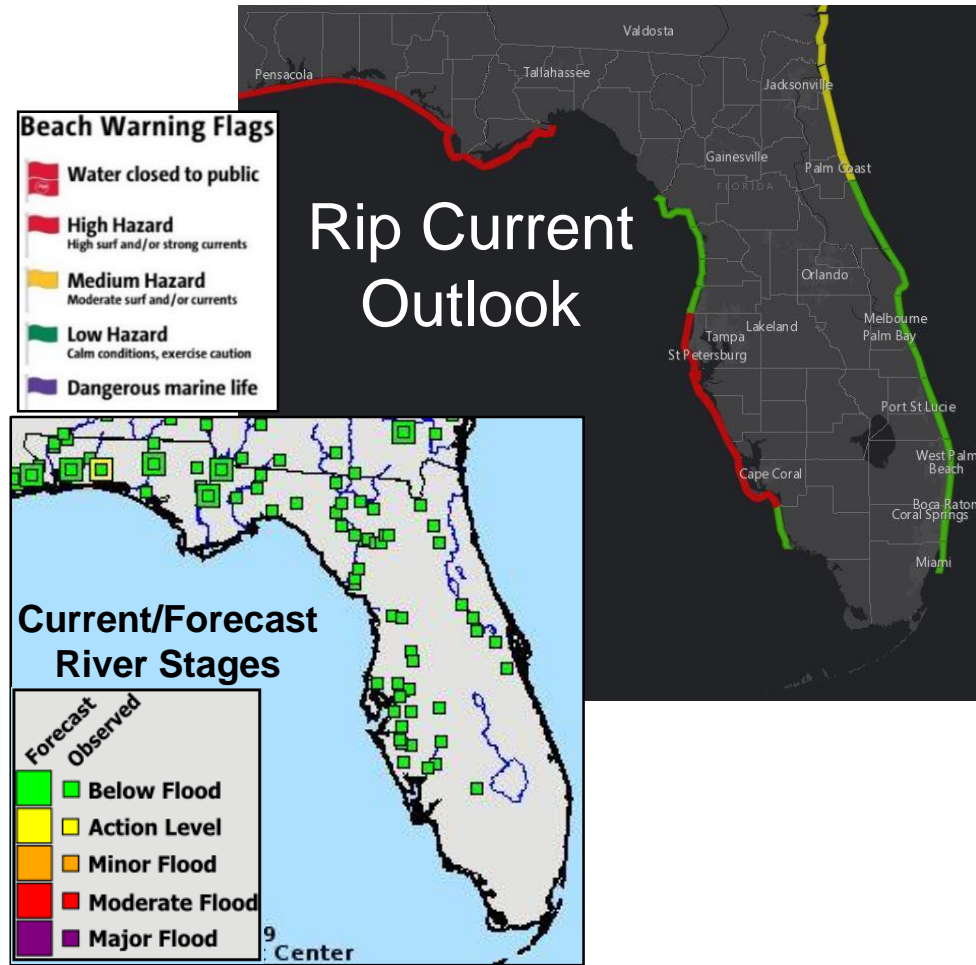 Valdosta
Pensacola
Tallahassee
Jacksonville
Gainesville
Palm Coast
FLORIDA
Orlando
Melbourne
Palm Bay
Lakeland
Tampa
St Petersburg
Port St Lucie
West Palm
Beach
Cape Coral
Boca Raton
Coral Springs
Miami
Rip Current
Outlook
Beach Warning Flags
Water closed to public
High Hazard
High surf and/or strong currents
Medium Hazard
Moderate surf and/or currents
Low Hazard
Calm conditions, exercise caution
Dangerous marine life
Current/Forecast
River Stages
Forecast
Observed
Below Flood
Action Level
Minor Flood
Moderate Flood
Major Flood
9
Center